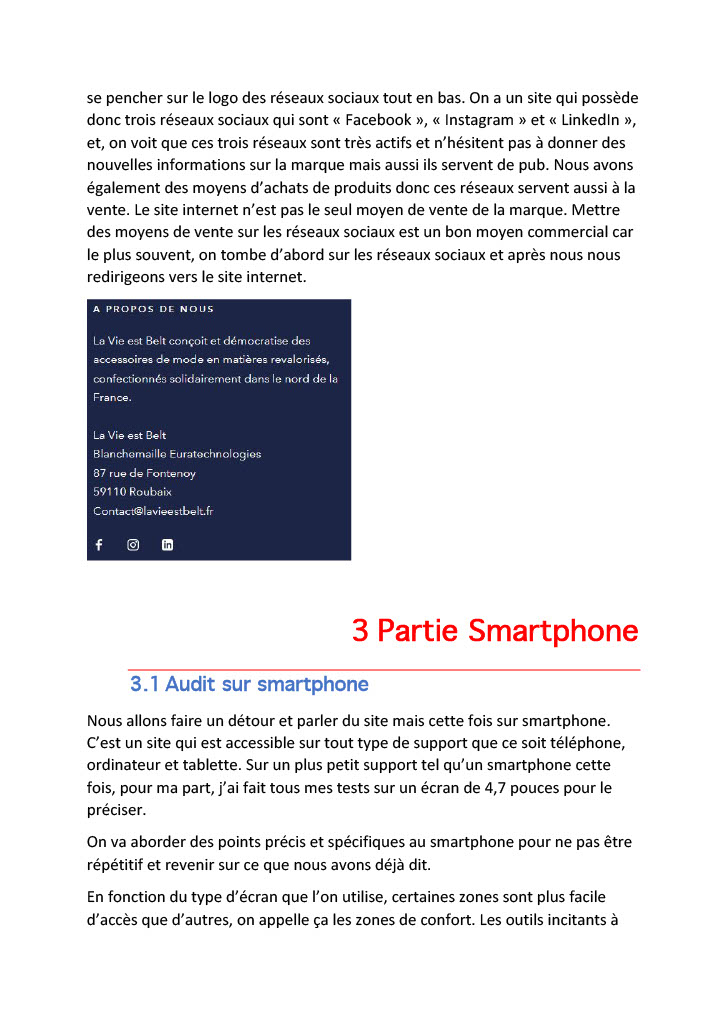 se pencher sur le logo des réseaux sociaux tout en bas. On a un site qui possède
donc trois réseaux sociaux qui sont « Facebook », « Instagram » et « LinkedIn »,
et, on voit que ces trois réseaux sont très actifs et n’hésitent pas à donner des
nouvelles informations sur la marque mais aussi ils servent de pub. Nous avons
également des moyens d’achats de produits donc ces réseaux servent aussi à la
vente. Le site internet n’est pas le seul moyen de vente de la marque. Mettre
des moyens de vente sur les réseaux sociaux est un bon moyen commercial car
le plus souvent, on tombe d’abord sur les réseaux sociaux et après nous nous
redirigeons vers le site internet.
A PROPOS DE NOUS
La Vie est Belt conçoit et démocratise des
accessoires de mode en matières revalorisés,
confectionnés solidairement dans le nord de la
France.
La Vie est Belt
Blanchemaille Euratechnologies
87 rue de Fontenoy
59110 Roubaix
Contact@lavieestbelt.fr
3 Partie Smartphone
3.1 Audit sur smartphone
Nous allons faire un détour et parler du site mais cette fois sur smartphone.
C’est un site qui est accessible sur tout type de support que ce soit téléphone,
ordinateur et tablette. Sur un plus petit support tel qu’un smartphone cette
fois, pour ma part, j’ai fait tous mes tests sur un écran de 4,7 pouces pour le
préciser.
On va aborder des points précis et spécifiques au smartphone pour ne pas être
répétitif et revenir sur ce que nous avons déjà dit.
En fonction du type d’écran que l’on utilise, certaines zones sont plus facile
d’accès que d’autres, on appelle ça les zones de confort. Les outils incitants à